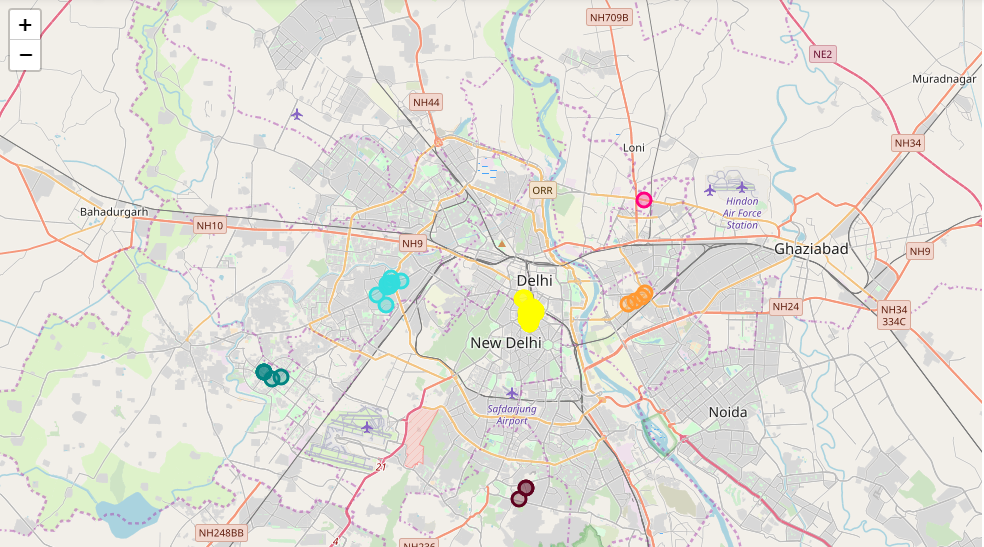 +
−
NH709B
NE2
Muradnagar
NH44
NH34
Loni
ORR
Hindon
Air Force
Station
Bahadurgarh
NH10
NH9
Ghaziabad
NH9
Delhi
NH24
NH34
334C
New Delhi
Safdarjung
Airport
Noida
21
NH248BB
4
NH236